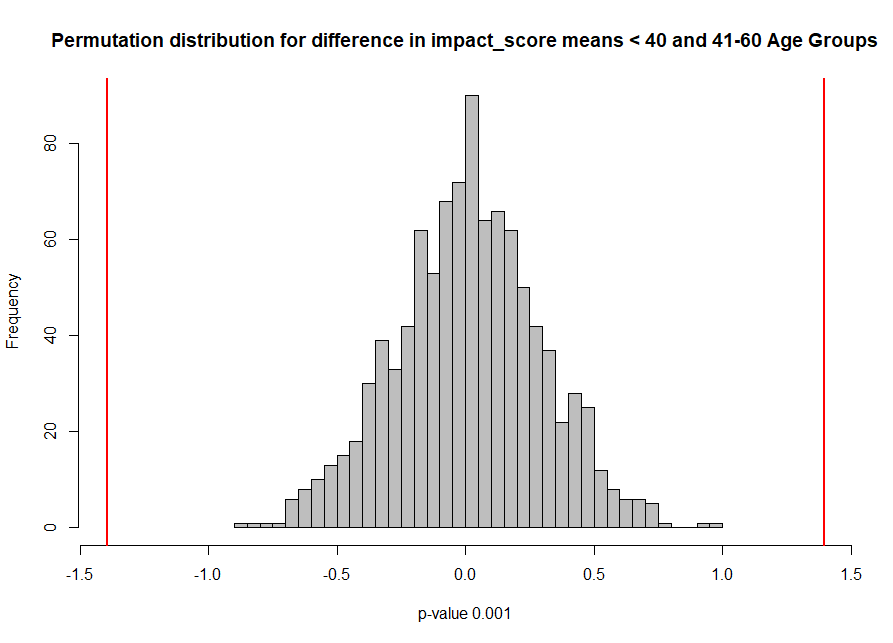 Permutation distribution for difference in impact_score means < 40 and 41-60 Age Groups
Frequency
80
60
40
20
0
-1.5 -1.0 -0.5 0.0 0.5 1.0 1.5
p-value 0.001